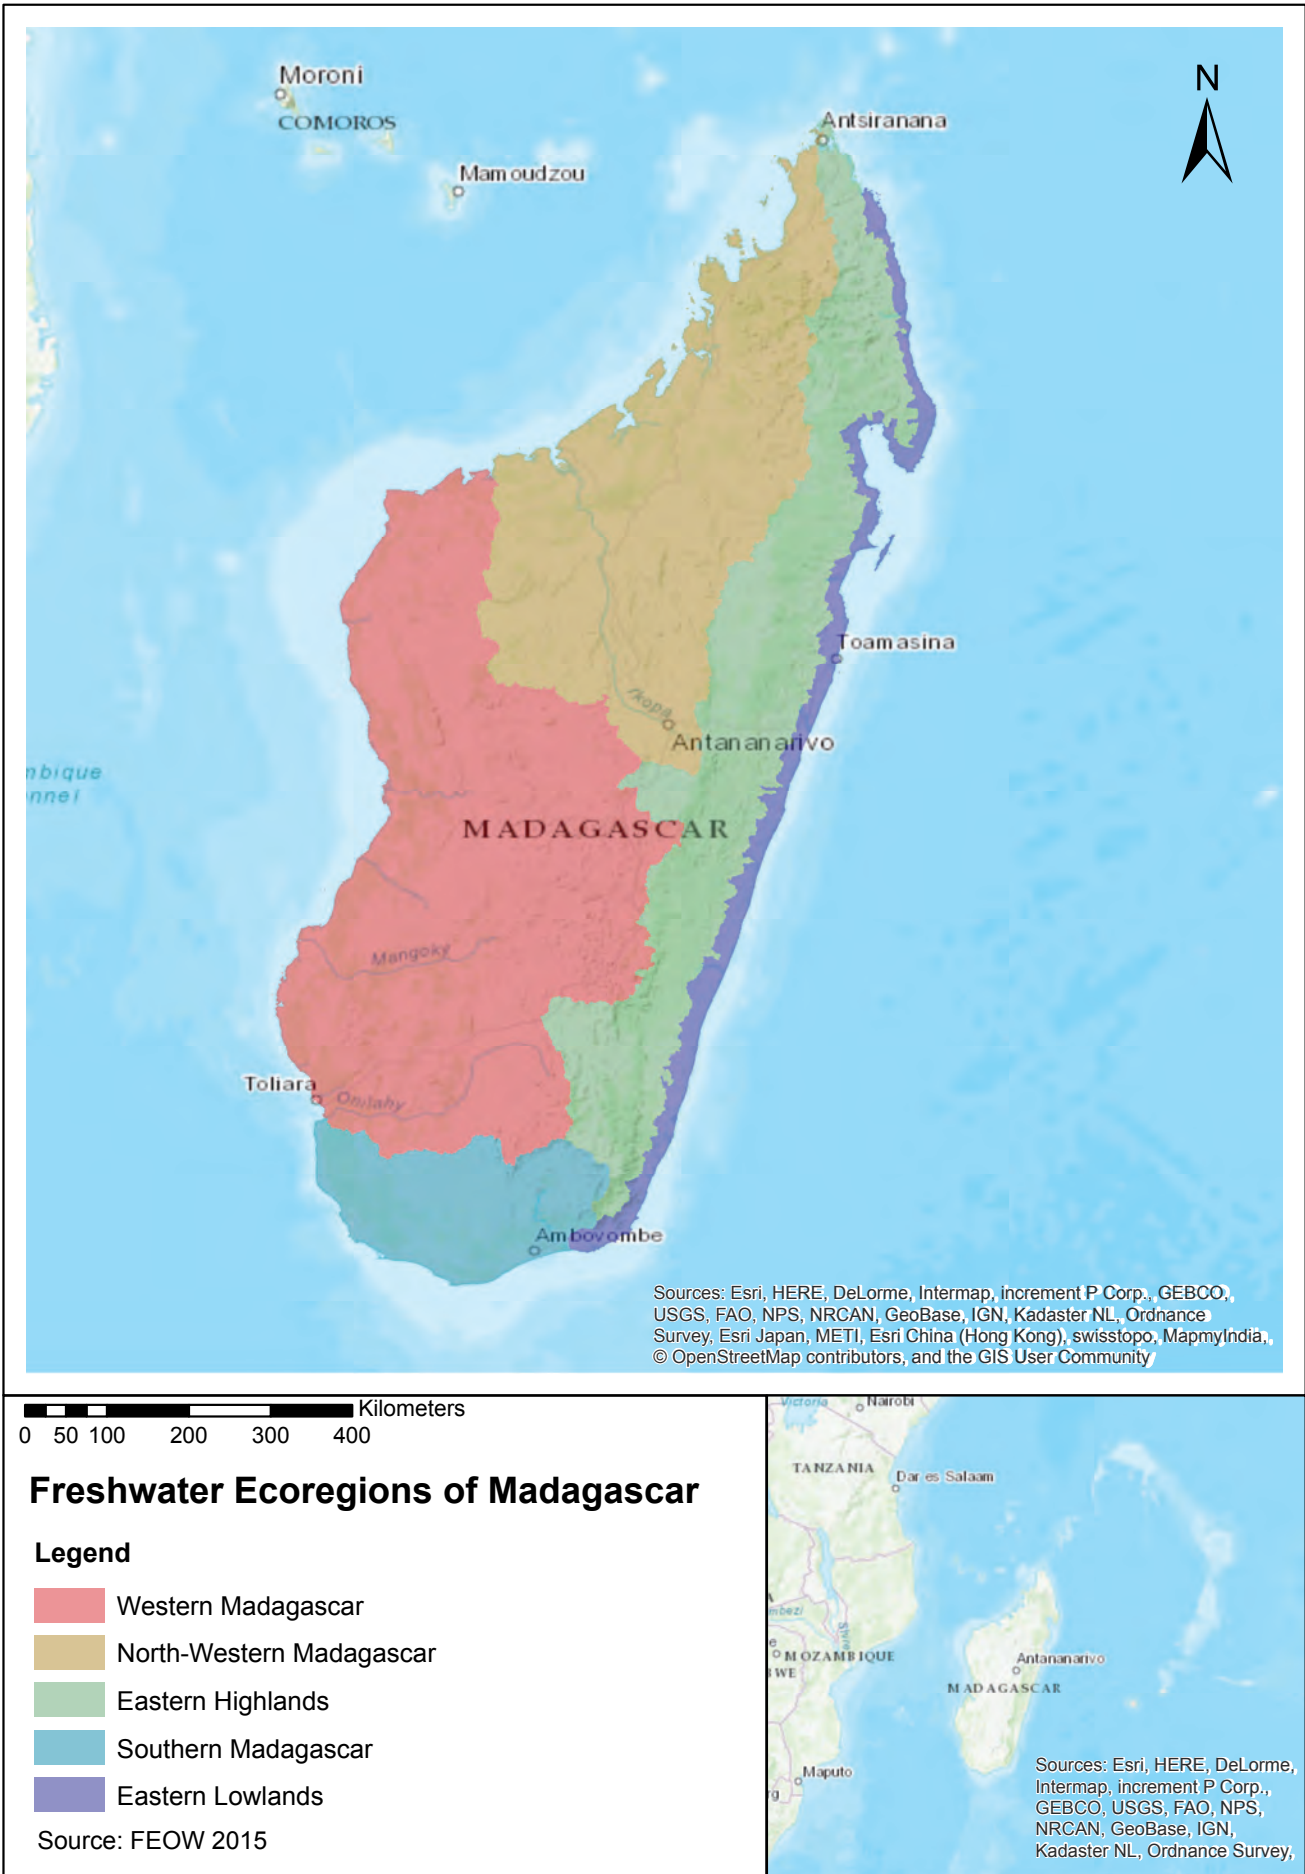 Moroni
COMOROS
Mamoudzou
Antsiranana
N
Toamasina
Ikopa
Antananarivo
mbique
nnel
MADAGASCAR
Mangoky
Toliara
Onilahy
Ambovombe
Sources: Esri, HERE, DeLorme, Intermap, increment P Corp., GEBCO,
USGS, FAO, NPS, NRCAN, GeoBase, IGN, Kadaster NL, Ordnance
Survey, Esri Japan, METI, Esri China (Hong Kong), swisstopo, MapmyIndia,
© OpenStreetMap contributors, and the GIS User Community
Kilometers
0 50 100 200 300 400
Freshwater Ecoregions of Madagascar
Legend
Western Madagascar
North-Western Madagascar
Eastern Highlands
Southern Madagascar
Eastern Lowlands
Source: FEOW 2015
Victoria
Nairobi
TANZANIA
Dar es Salaam
mbezi
Shire
MOZAMBIQUE
WE
Antananarivo
MADAGASCAR
Maputo
rg
Sources: Esri, HERE, DeLorme,
Intermap, increment P Corp.,
GEBCO, USGS, FAO, NPS,
NRCAN, GeoBase, IGN,
Kadaster NL, Ordnance Survey,